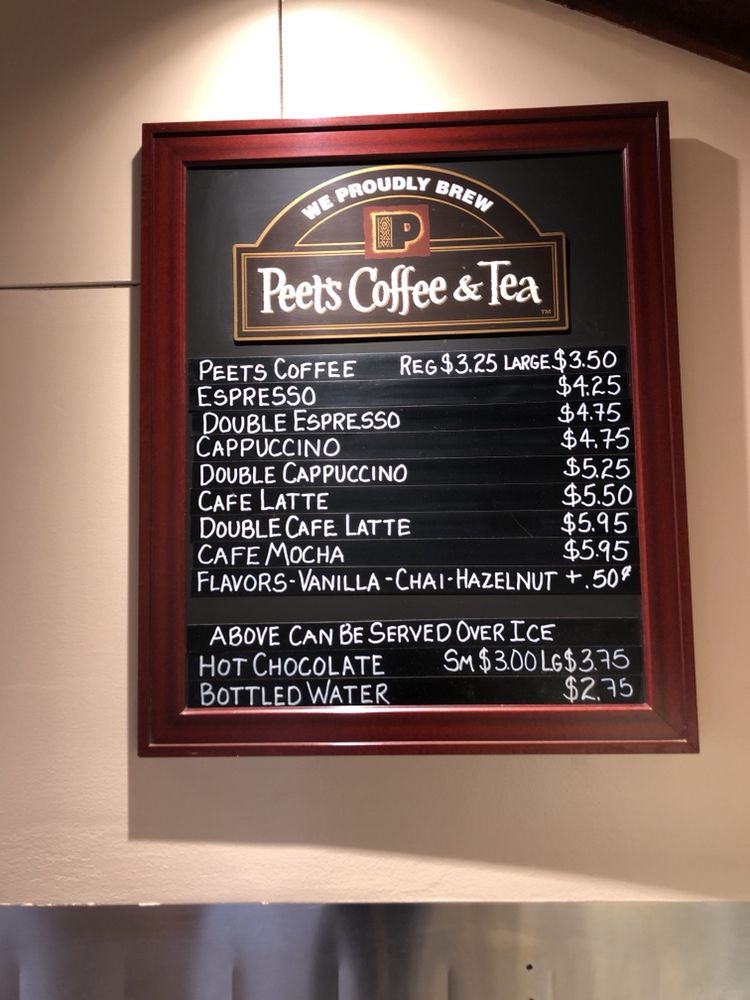 WE PROUDLY BREW
P
Peet's Coffee & Tea TM
PEETS COFFEE REG $3.25 LARGE $3.50
ESPRESSO $4.25
DOUBLE ESPRESSO $4.75
CAPPUCCINO $4.75
DOUBLE CAPPUCCINO $5.25
CAFE LATTE $5.50
DOUBLE CAFE LATTE $5.95
CAFE MOCHA $5.95
FLAVORS-VANILLA-CHAI-HAZELNUT +.50¢
ABOVE CAN BE SERVED OVER ICE
HOT CHOCOLATE SM $3.00 LG $3.75
BOTTLED WATER $2.75